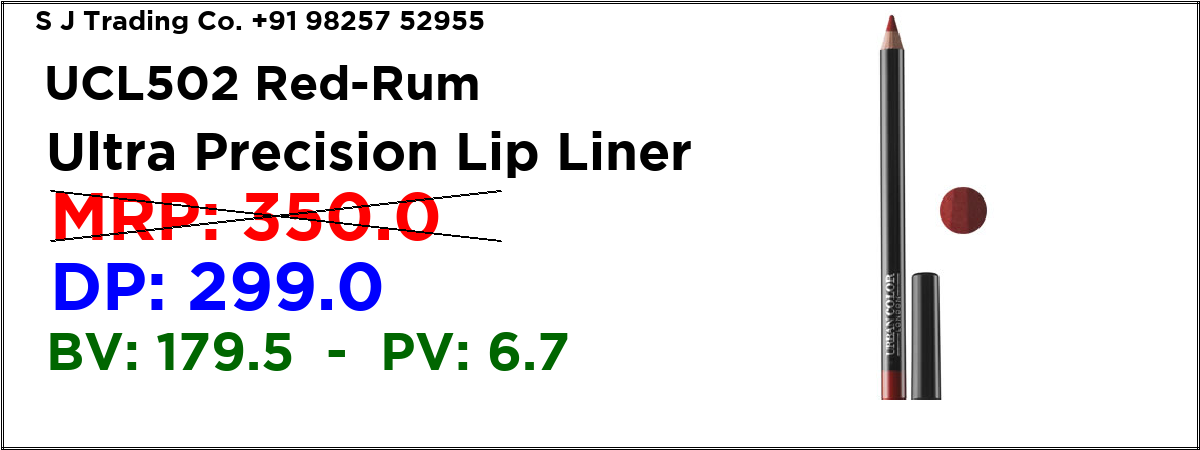 S J Trading Co. +91 98257 52955
UCL502 Red-Rum
Ultra Precision Lip Liner
MRP: 350.0
DP: 299.0
BV: 179.5 - PV: 6.7
URBAN COLOR
LONDON